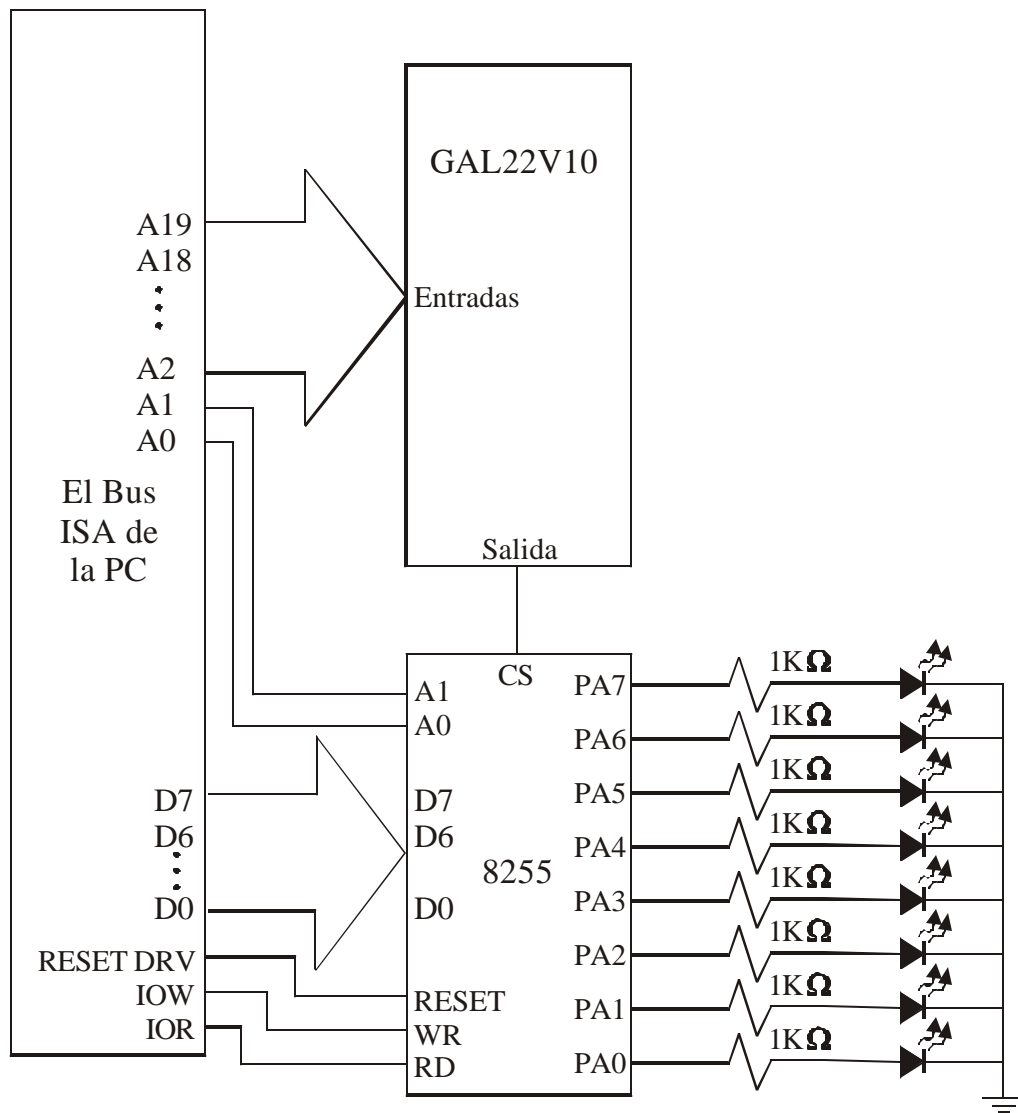 A19
A18
A2
A1
A0
El Bus
ISA de
la PC
D7
D6
D0
RESET DRV
IOW
IOR
GAL22V10
Entradas
Salida
CS
A1
A0
D7
D6
D0
8255
RESET
WR
RD
PA7
PA6
PA5
PA4
PA3
PA2
PA1
PA0
1KΩ
1KΩ
1KΩ
1KΩ
1KΩ
1KΩ
1KΩ
1KΩ